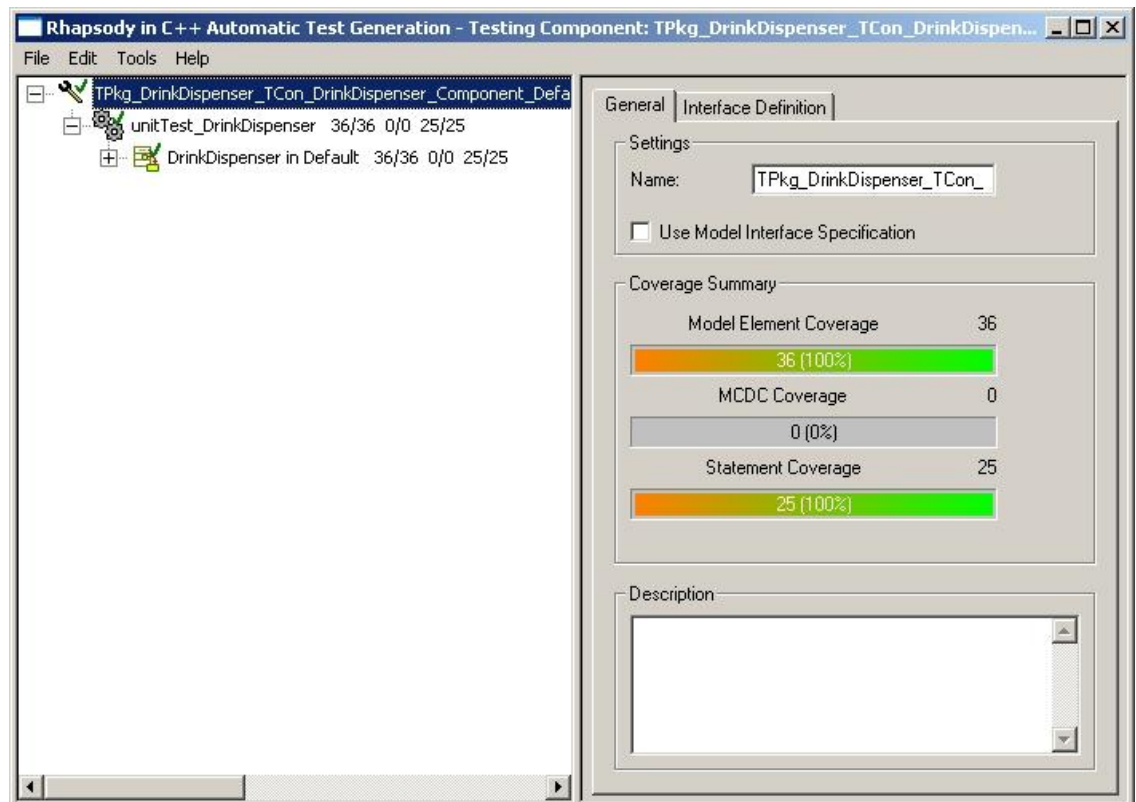 Rhapsody in C++ Automatic Test Generation - Testing Component: TPkg_DrinkDispenser_TCon_DrinkDispen...
File Edit Tools Help
TPkg_DrinkDispenser_TCon_DrinkDispenser_Component_Defa
unitTest_DrinkDispenser 36/36 0/0 25/25
DrinkDispenser in Default 36/36 0/0 25/25
General Interface Definition
Settings
Name: TPkg_DrinkDispenser_TCon_
Use Model Interface Specification
Coverage Summary
Model Element Coverage 36
36 (100%)
MCDC Coverage 0
0 (0%)
Statement Coverage 25
25 (100%)
Description